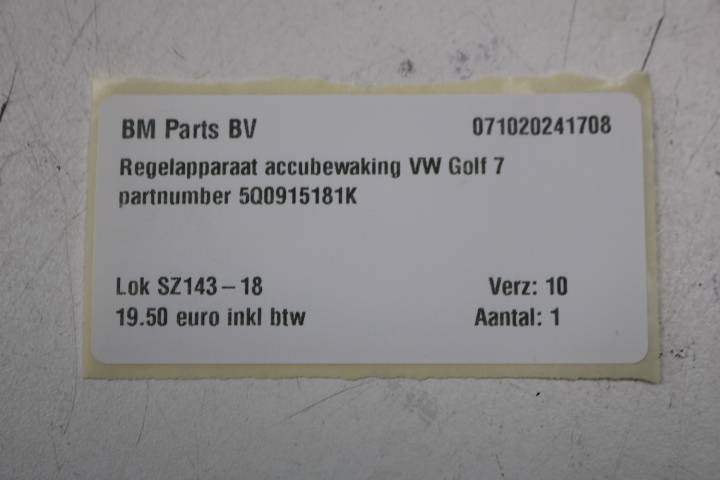 BM Parts BV 071020241708
Regelapparaat accubewaking VW Golf 7
partnumber 5Q0915181K
Lok SZ143-18 Verz: 10
19.50 euro inkl btw Aantal: 1